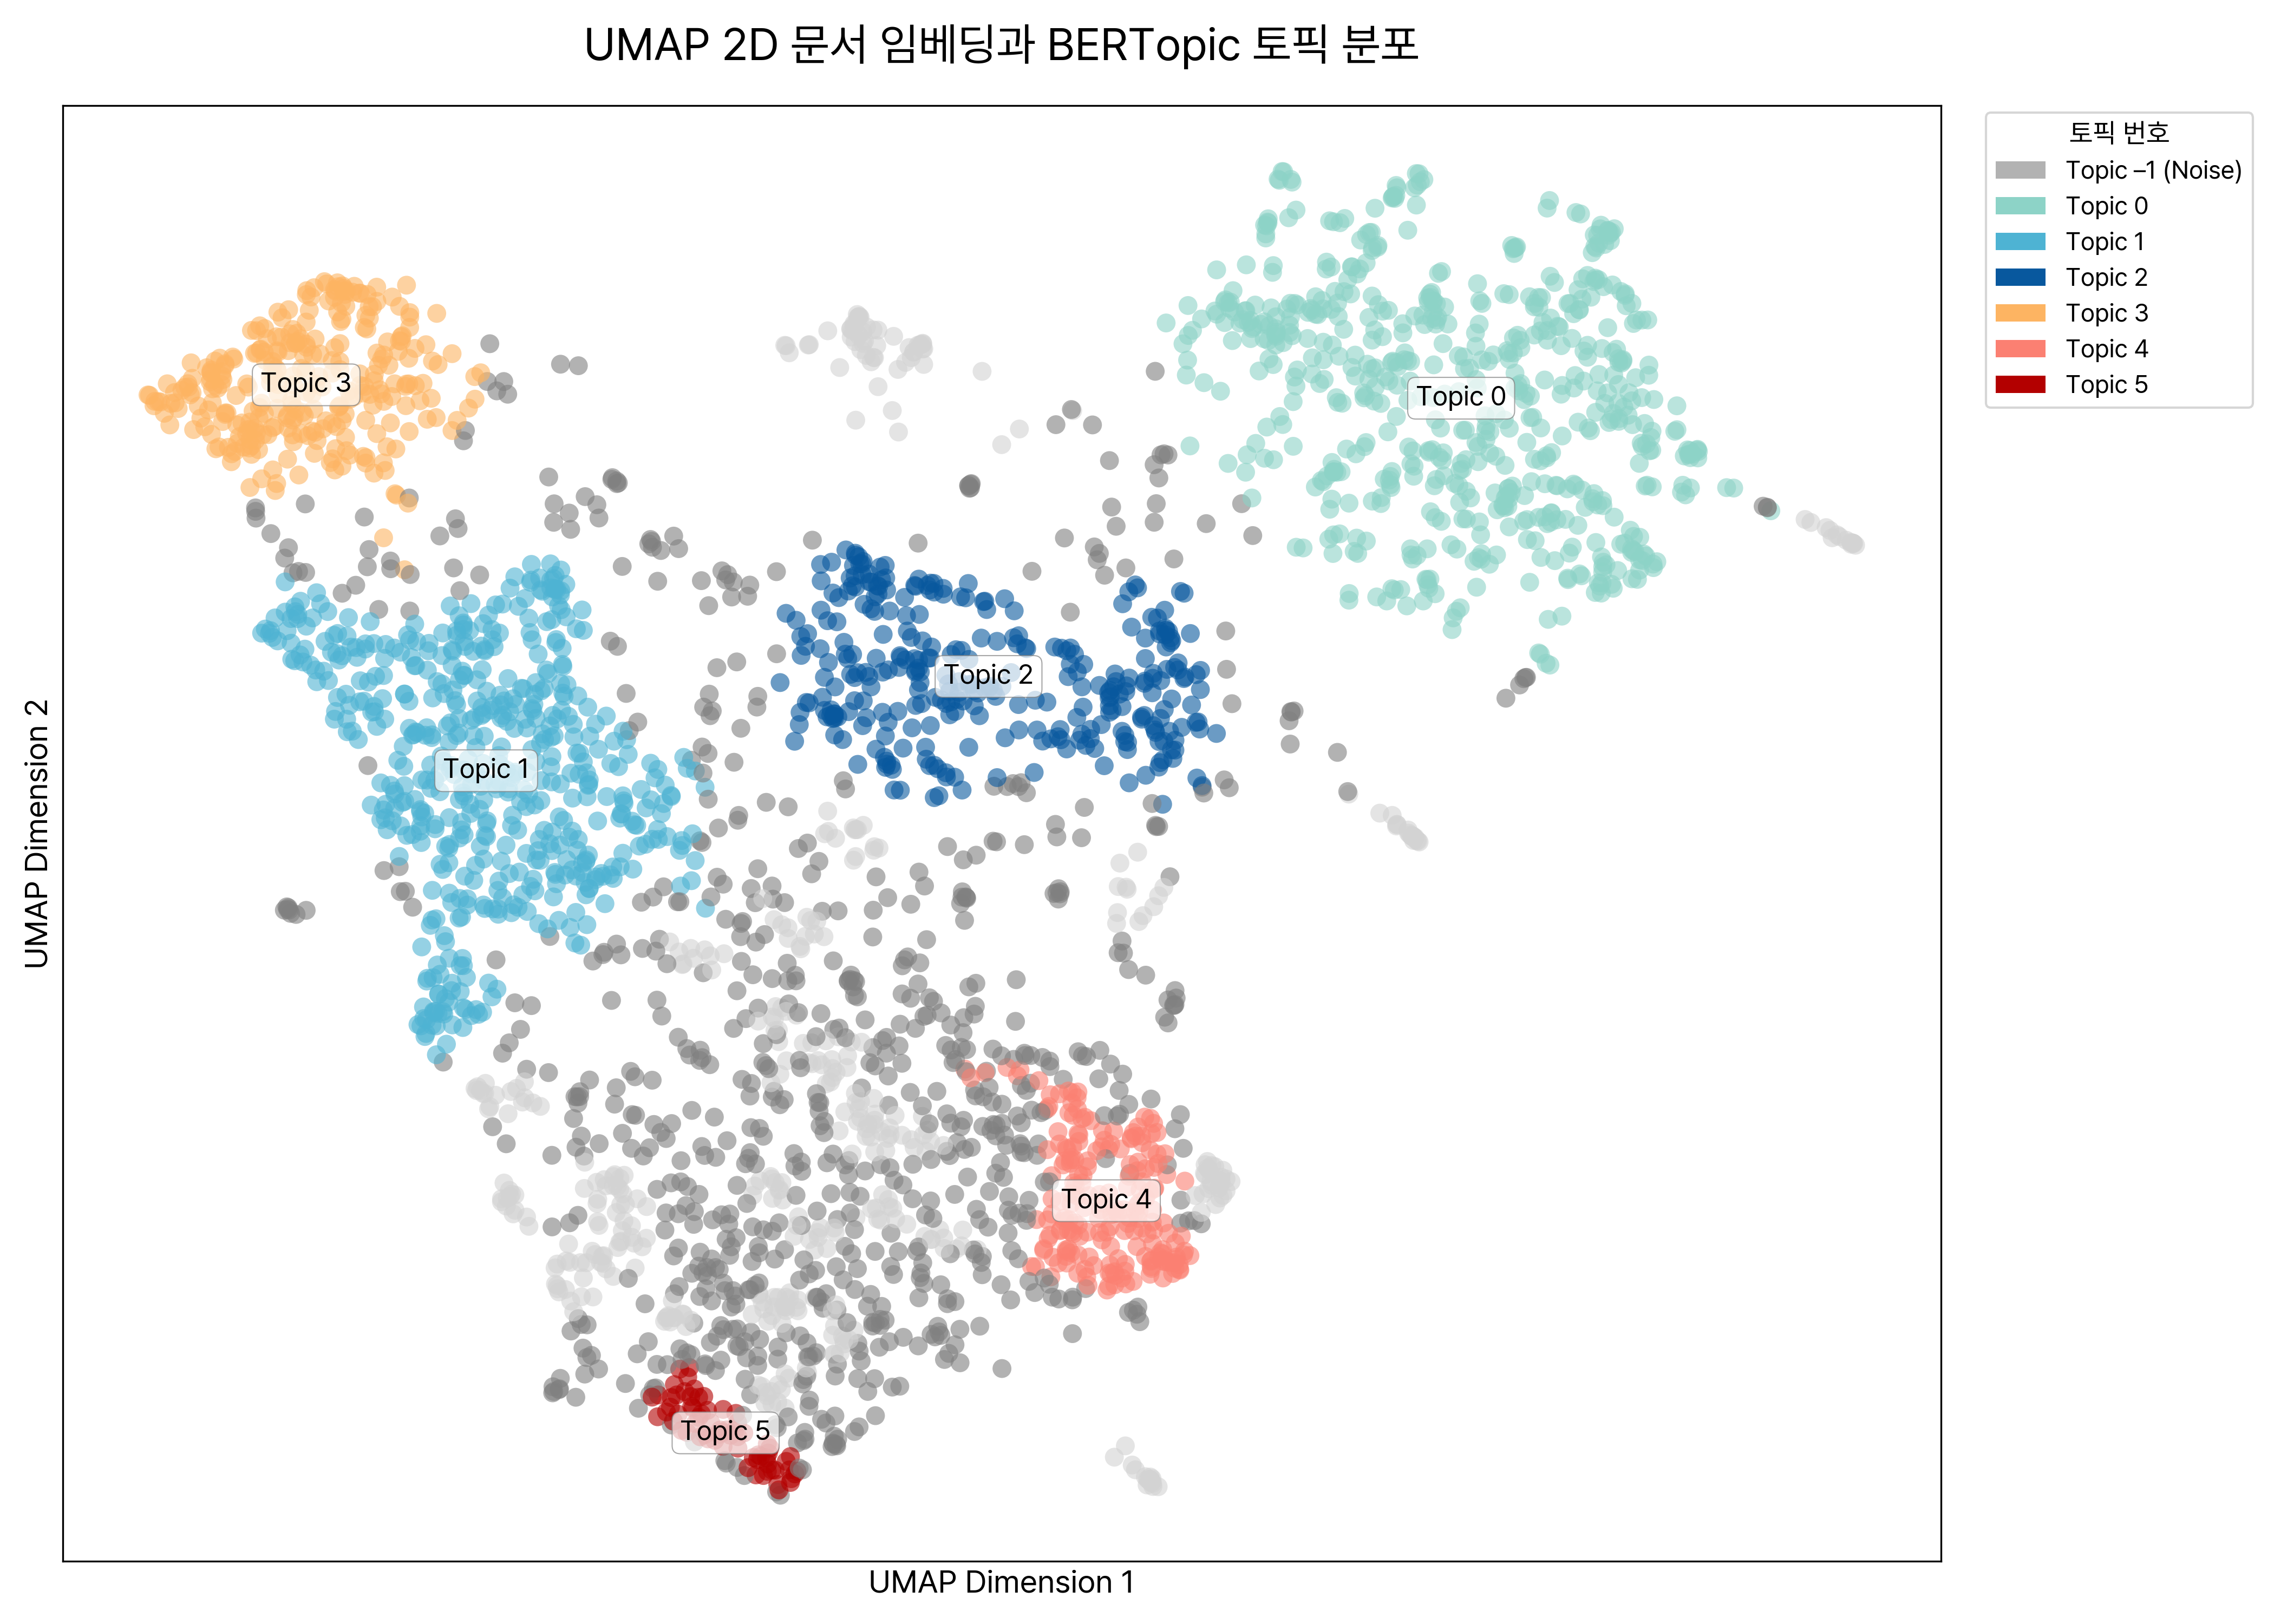 UMAP 2D 문서 임베딩과 BERTopic 토픽 분포
토픽 번호
Topic –1 (Noise)
Topic 0
Topic 1
Topic 2
Topic 3
Topic 4
Topic 5
Topic 3
Topic 0
Topic 2
Topic 1
Topic 4
Topic 5
UMAP Dimension 2
UMAP Dimension 1